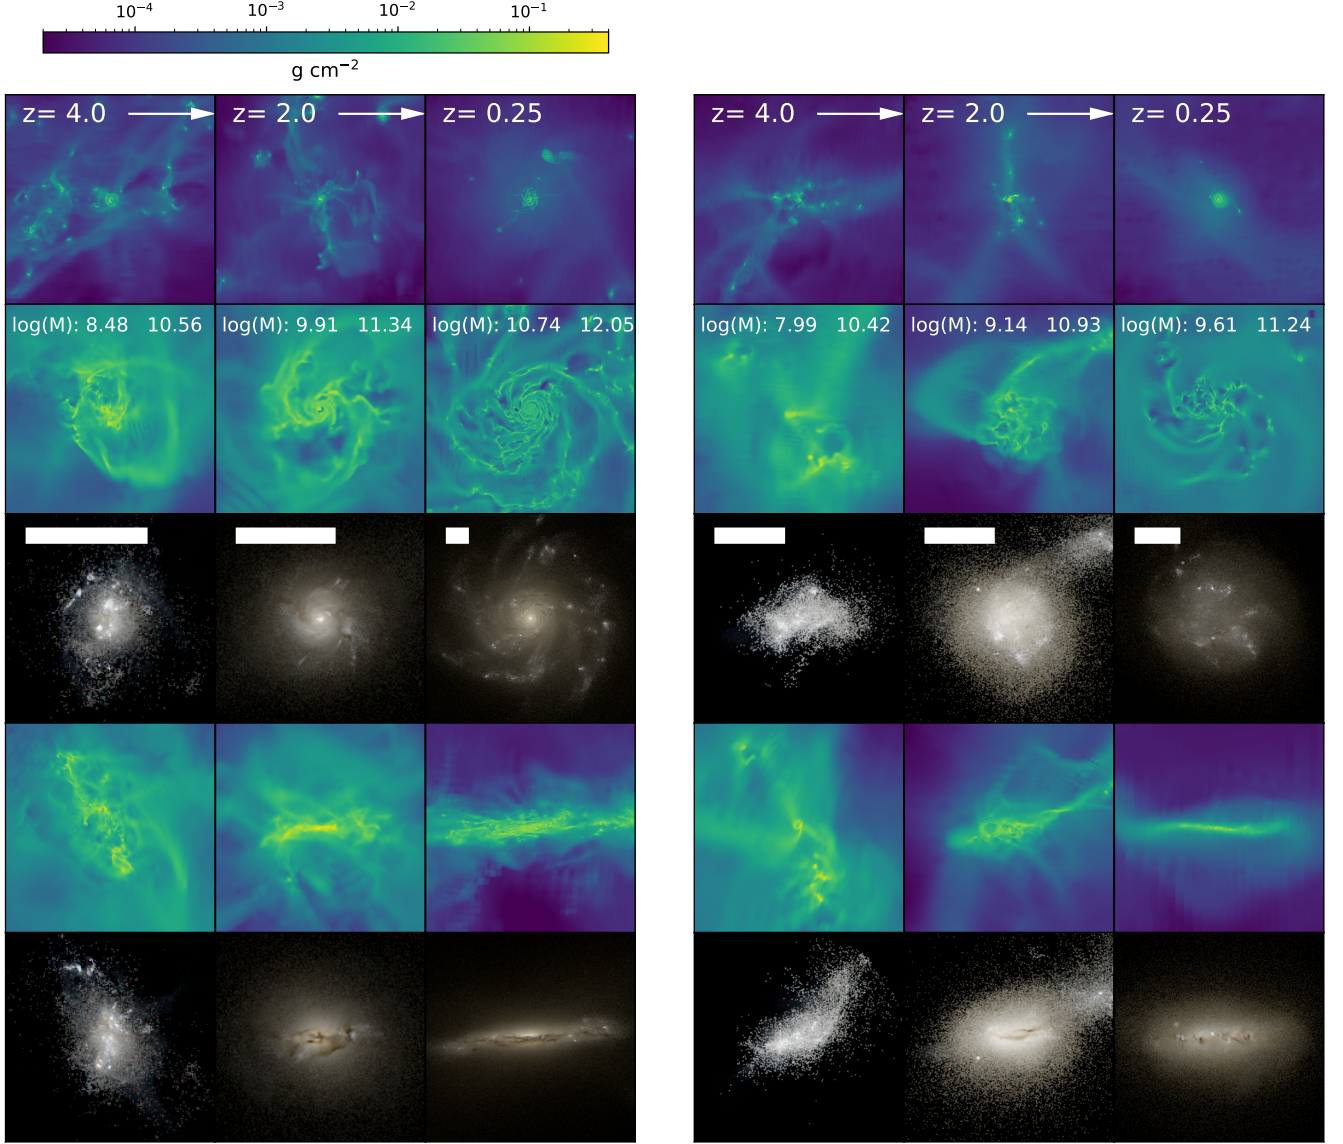 10⁻⁴ 10⁻³ 10⁻² 10⁻¹
g cm⁻²
z= 4.0 z= 2.0 z= 0.25
z= 4.0 z= 2.0 z= 0.25
log(M): 8.48 10.56 log(M): 9.91 11.34 log(M): 10.74 12.05
log(M): 7.99 10.42 log(M): 9.14 10.93 log(M): 9.61 11.24